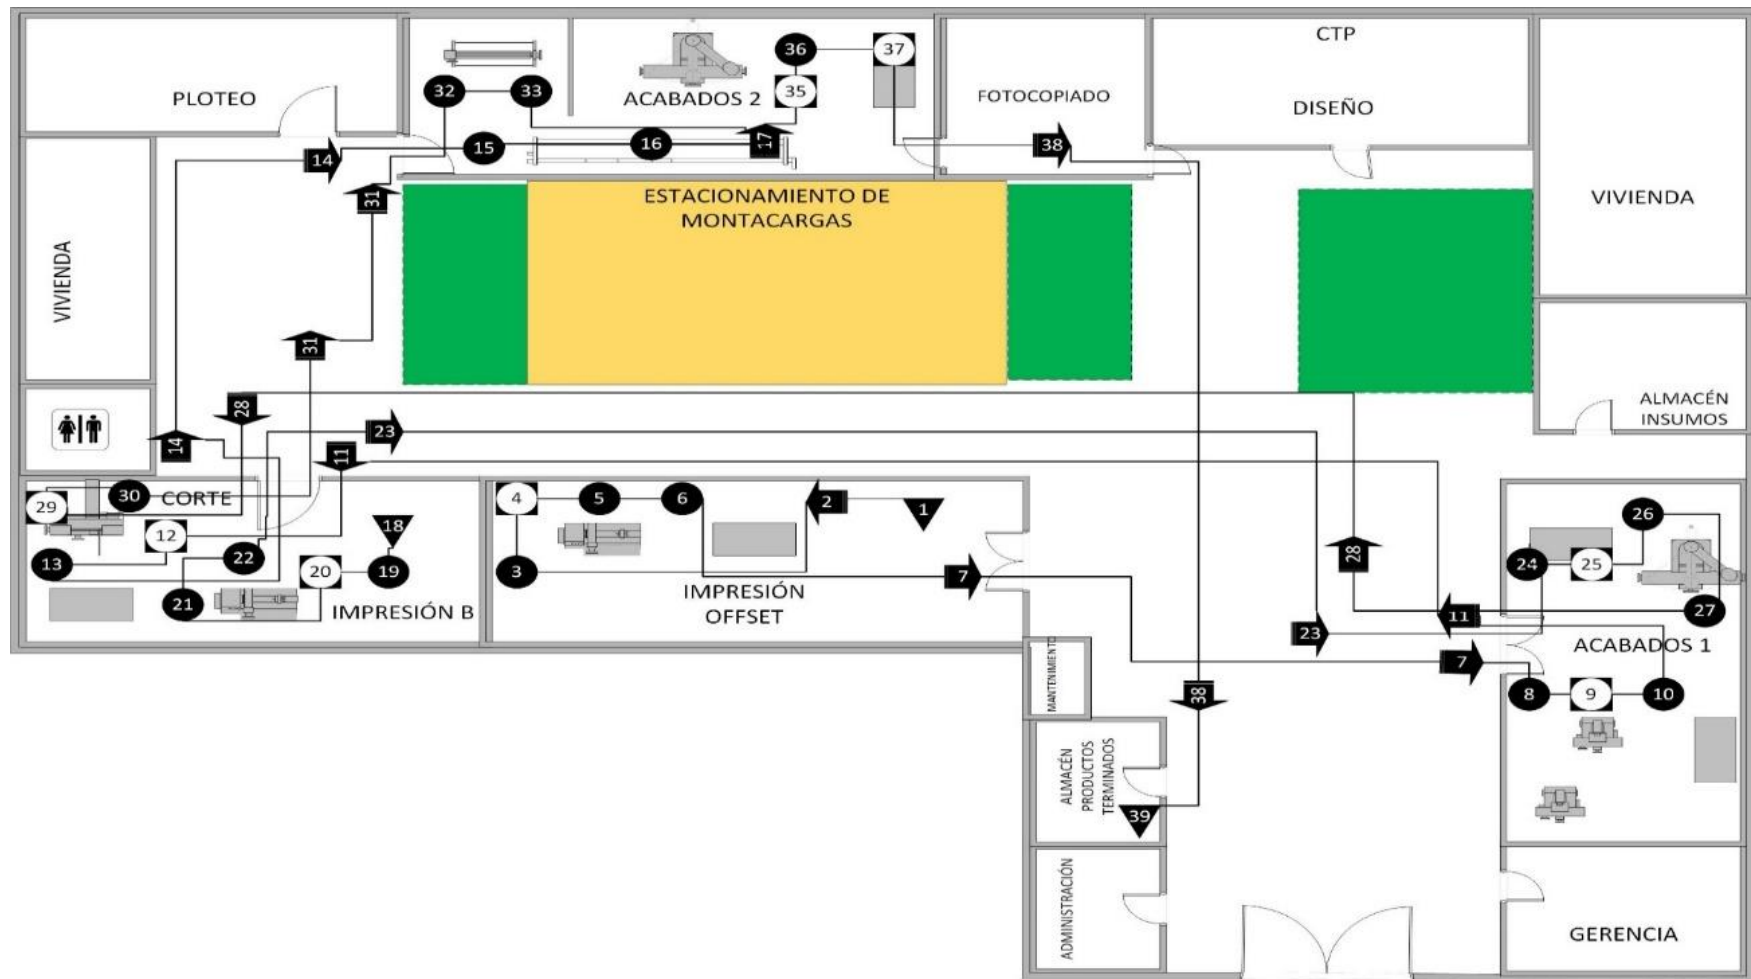 CTP
PLOTEO
ACABADOS 2
FOTOCOPIADO
DISEÑO
36
37
32
33
35
14
15
16
17
38
31
ESTACIONAMIENTO DE
MONTACARGAS
VIVIENDA
VIVIENDA
31
28
ALMACÉN
INSUMOS
14
23
11
29
30
CORTE
18
12
13
22
20
19
21
IMPRESIÓN B
4
5
6
2
1
3
7
IMPRESIÓN
OFFSET
28
26
24
25
27
11
23
7
ACABADOS 1
8
9
10
MANTENIMIENTO
38
ALMACÉN
PRODUCTOS
TERMINADOS
39
ADMINISTRACIÓN
GERENCIA